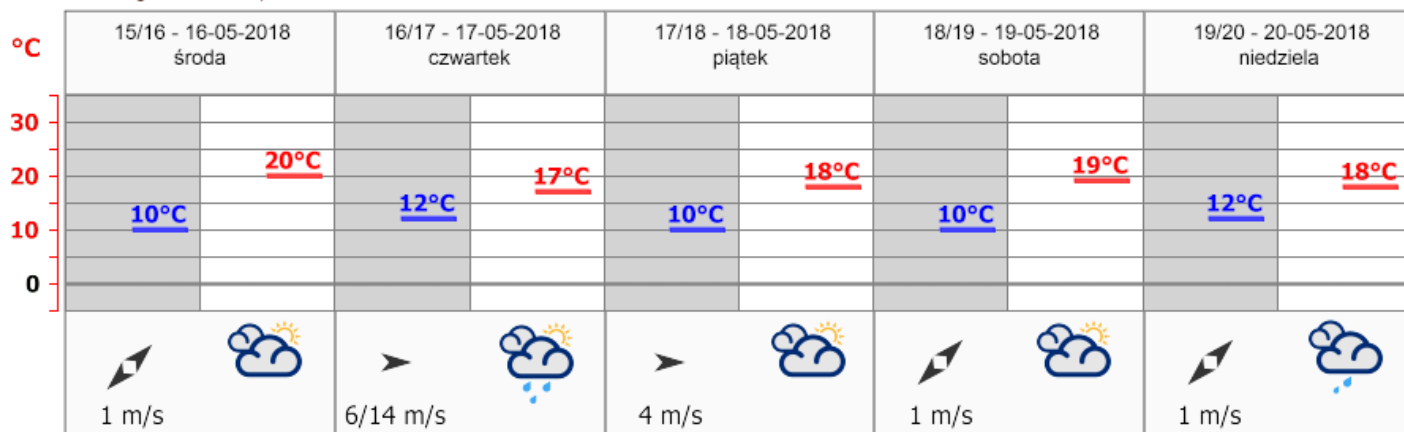 15/16 - 16-05-2018
środa
16/17 - 17-05-2018
czwartek
17/18 - 18-05-2018
piątek
18/19 - 19-05-2018
sobota
19/20 - 20-05-2018
niedziela
°C
30
20
10
0
10°C
20°C
12°C
17°C
10°C
18°C
10°C
19°C
12°C
18°C
1 m/s
6/14 m/s
4 m/s
1 m/s
1 m/s